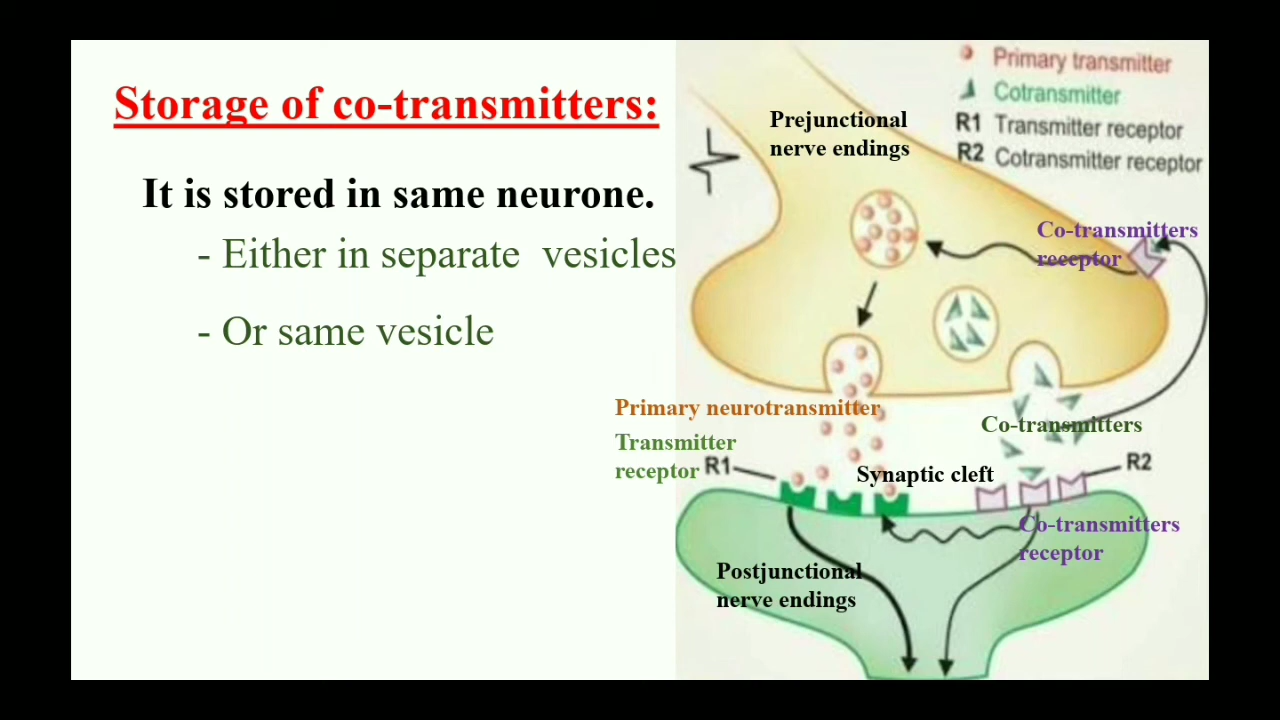 Storage of co-transmitters:
It is stored in same neurone.
- Either in separate vesicles
- Or same vesicle
Primary transmitter
Cotransmitter
R1 Transmitter receptor
R2 Cotransmitter receptor
Prejunctional
nerve endings
Co-transmitters
receptor
Primary neurotransmitter
Transmitter
receptor
R1
Co-transmitters
Synaptic cleft
R2
Co-transmitters
receptor
Postjunctional
nerve endings